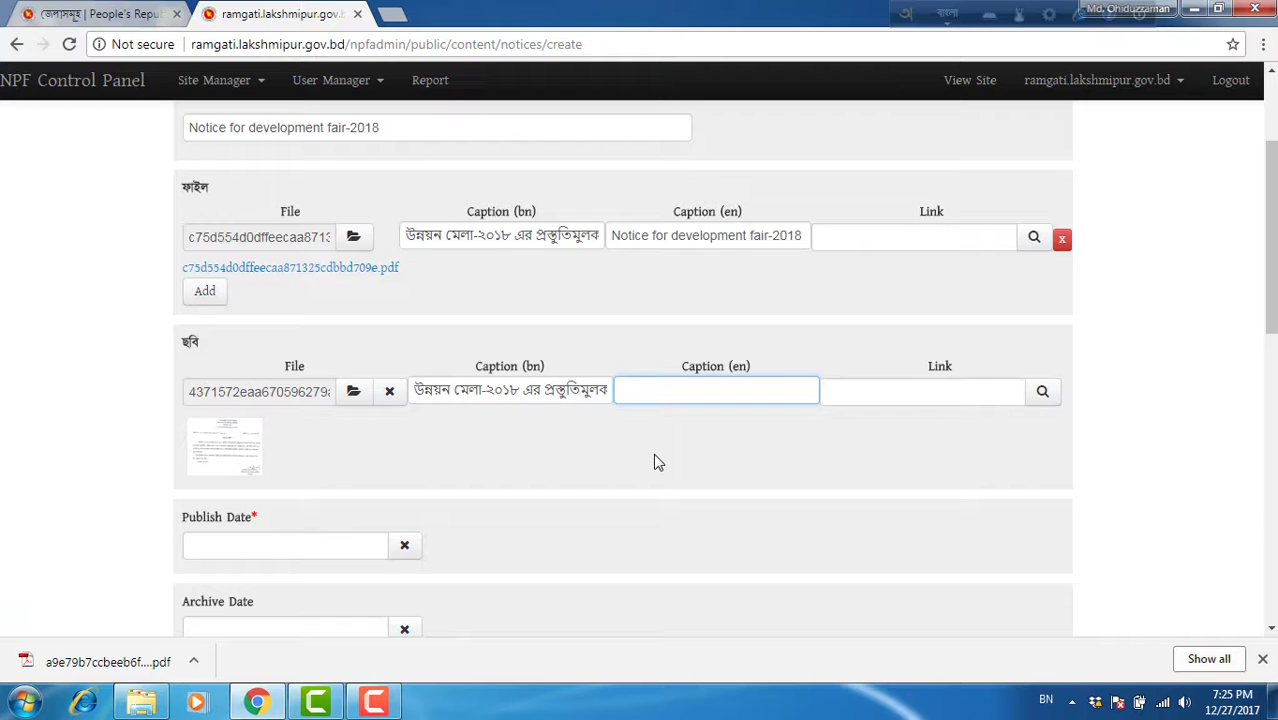 জেলাসমূহ | People's Repu
ramgati.lakshmipur.gov.b
Md. Ohiduzzaman
বাংলা
Not secure
ramgati.lakshmipur.gov.bd/npfadmin/public/content/notices/create
NPF Control Panel
Site Manager
User Manager
Report
View Site
ramgati.lakshmipur.gov.bd
Logout
Notice for development fair-2018
ফাইল
File Caption (bn) Caption (en) Link
c75d554d0dffeecaa8713 উন্নয়ন মেলা-২০১৮ এর প্রস্তুতিমুলক Notice for development fair-2018 x
c75d554d0dffeecaa871325cdbbd709e.pdf
Add
ছবি
File Caption (bn) Caption (en) Link
4371572eaa670596279a উন্নয়ন মেলা-২০১৮ এর প্রস্তুতিমুলক
Publish Date*
Archive Date
a9e79b7ccbeeb6f....pdf
Show all
BN
7:25 PM
12/27/2017